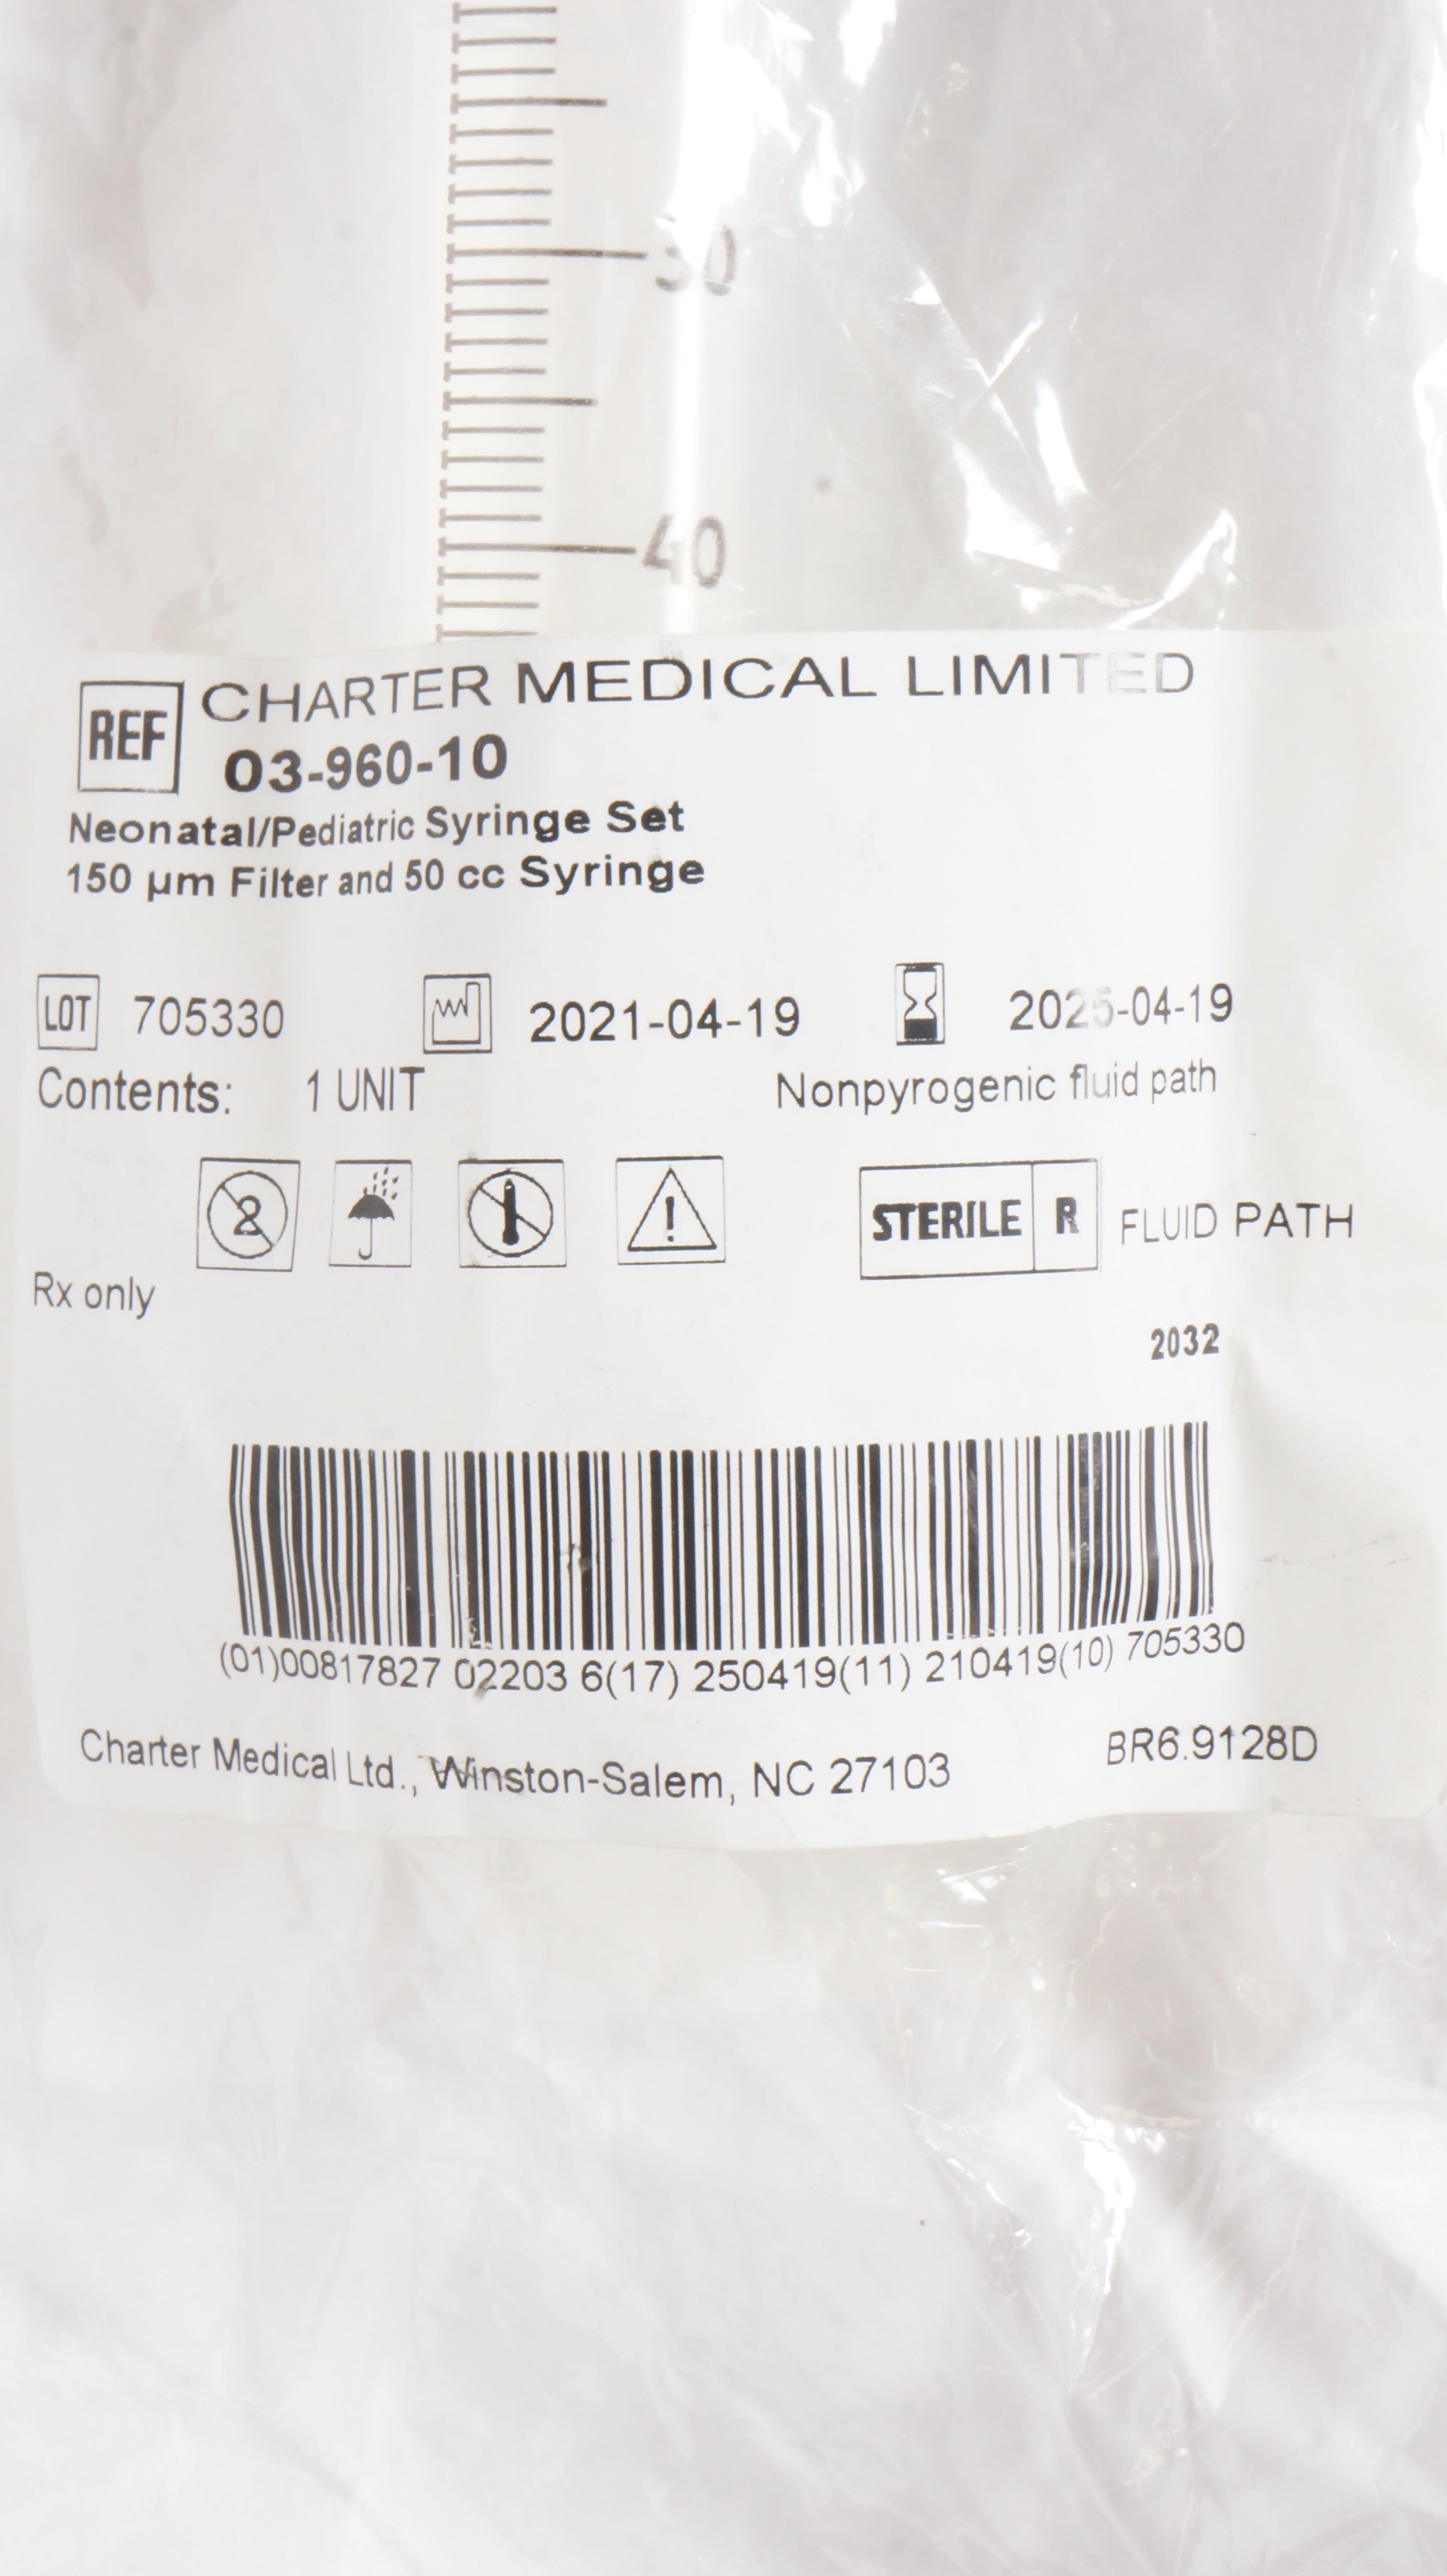 30
40
REF CHARTER MEDICAL LIMITED
03-960-10
Neonatal/Pediatric Syringe Set
150 µm Filter and 50 cc Syringe
LOT 705330 2021-04-19 2025-04-19
Contents: 1 UNIT Nonpyrogenic fluid path
2 STERILE R FLUID PATH
Rx only
2032
(01)00817827 02203 6(17) 250419(11) 210419(10) 705330
Charter Medical Ltd., Winston-Salem, NC 27103 BR6.9128D